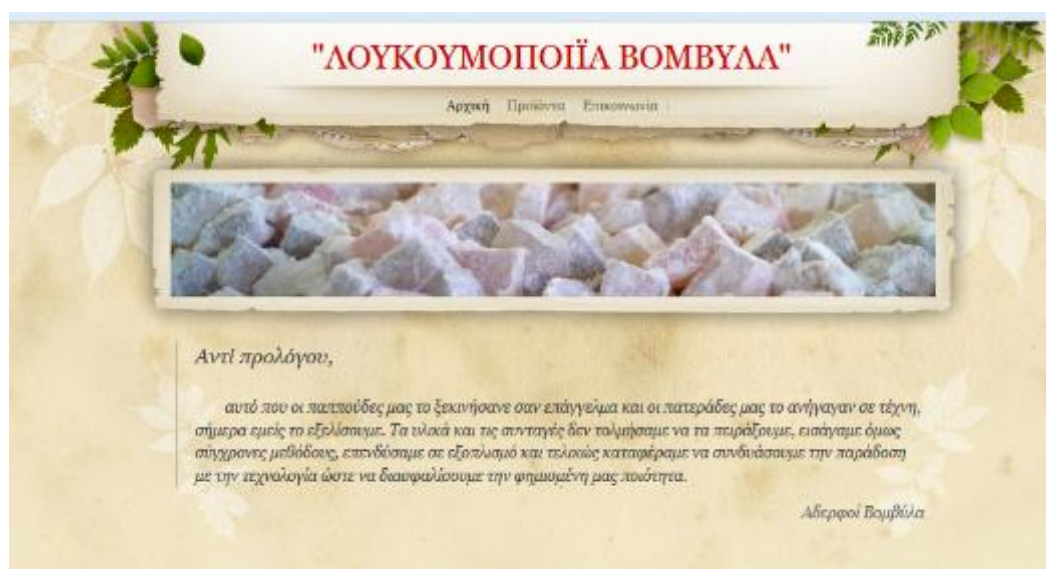 "ΛΟΥΚΟΥΜΟΠΟΙΪΑ ΒΟΜΒΥΛΑ"
Αρχική Προϊόντα Επικοινωνία
Αντί προλόγου,
αυτό που οι παππούδες μας το ξεκινήσανε σαν επάγγελμα και οι πατεράδες μας το ανήγαγαν σε τέχνη,
σήμερα εμείς το εξελίσουμε. Τα υλικά και τις συνταγές δεν τολμήσαμε να τα πειράξουμε, εισάγαμε όμως
σύγχρονες μεθόδους, επενδύσαμε σε εξοπλισμό και τελικώς καταφέραμε να συνδυάσουμε την παράδοση
με την τεχνολογία ώστε να διασφαλίσουμε την φημισμένη μας ποιότητα.
Αδερφοί Βομβύλα